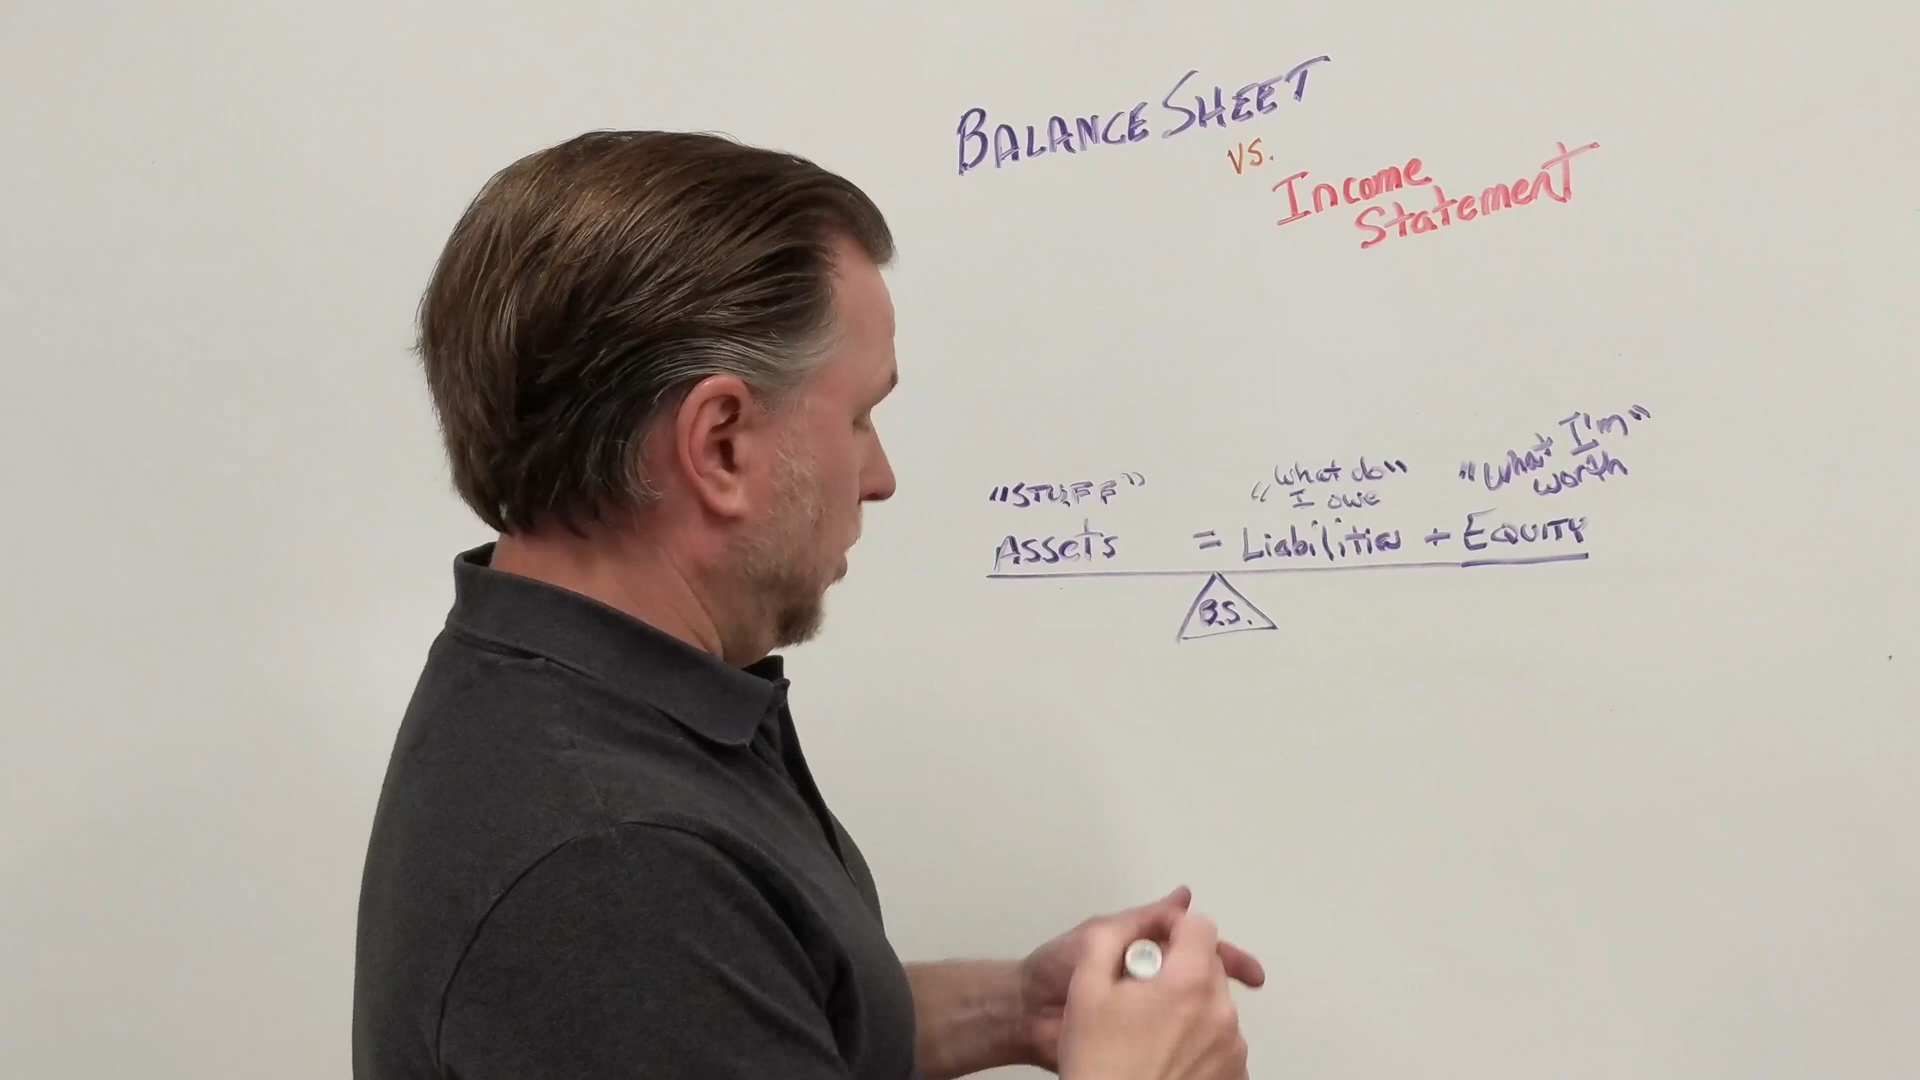 BALANCE SHEET
vs.
Income
Statement
"STUFF"
"What do"
I owe
"What I'm"
worth
Assets = Liabilities + EQUITY
B.S.